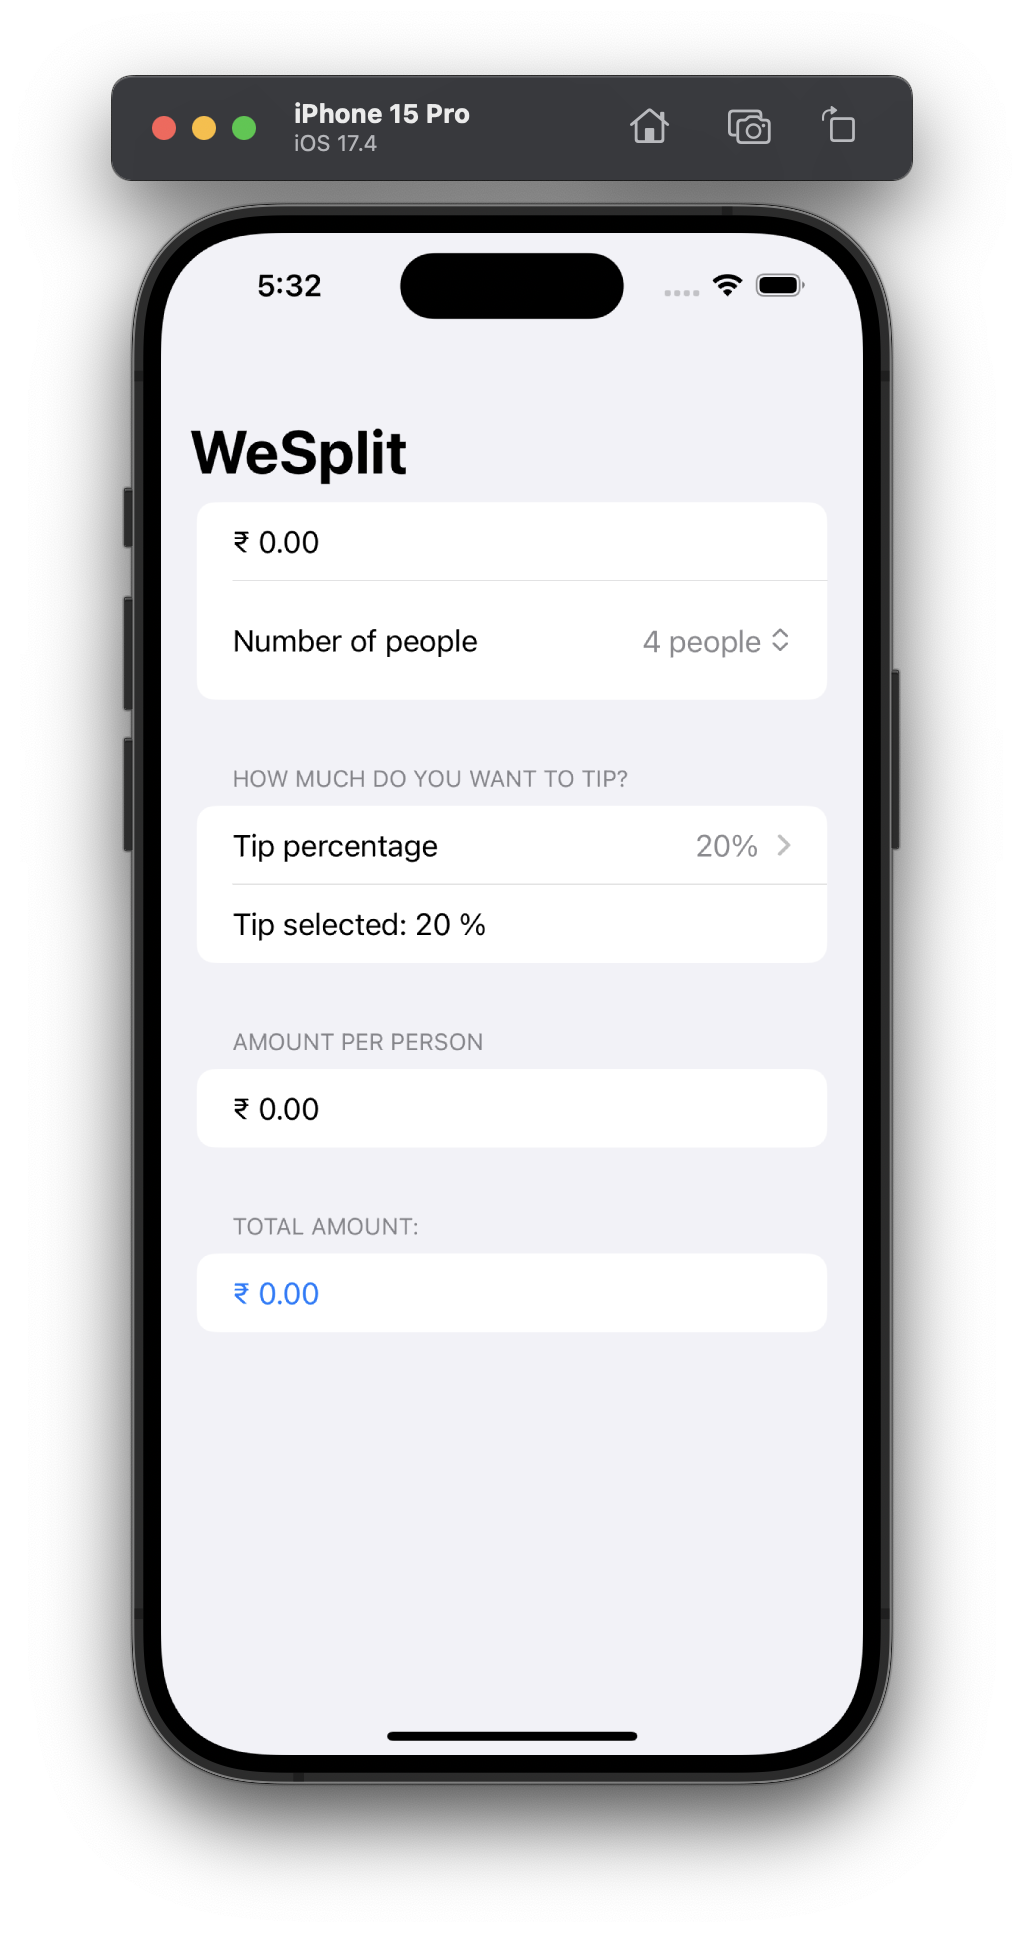 iPhone 15 Pro
iOS 17.4
5:32
WeSplit
₹ 0.00
Number of people 4 people
HOW MUCH DO YOU WANT TO TIP?
Tip percentage 20%
Tip selected: 20 %
AMOUNT PER PERSON
₹ 0.00
TOTAL AMOUNT:
₹ 0.00